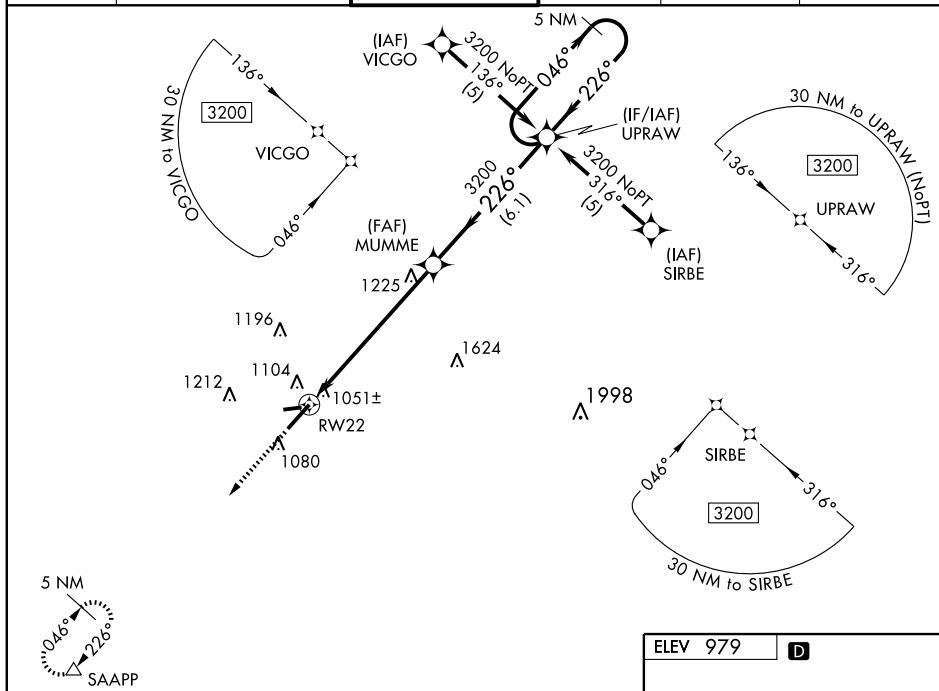 5 NM
(IAF)
VICGO
3200 NoPT
136°
(5)
046°
226°
(IF/IAF)
UPRAW
136°
3200
30 NM to VICGO
VICGO
046°
30 NM to UPRAW (NoPT)
136°
3200
UPRAW
316°
3200 NoPT
316°
(5)
(IAF)
SIRBE
3200
226°
(6.1)
(FAF)
MUMME
1225
1196
1624
1212
1104
1051±
RW22
1998
1080
SIRBE
046°
316°
3200
30 NM to SIRBE
5 NM
046°
226°
SAAPP
ELEV 979
D